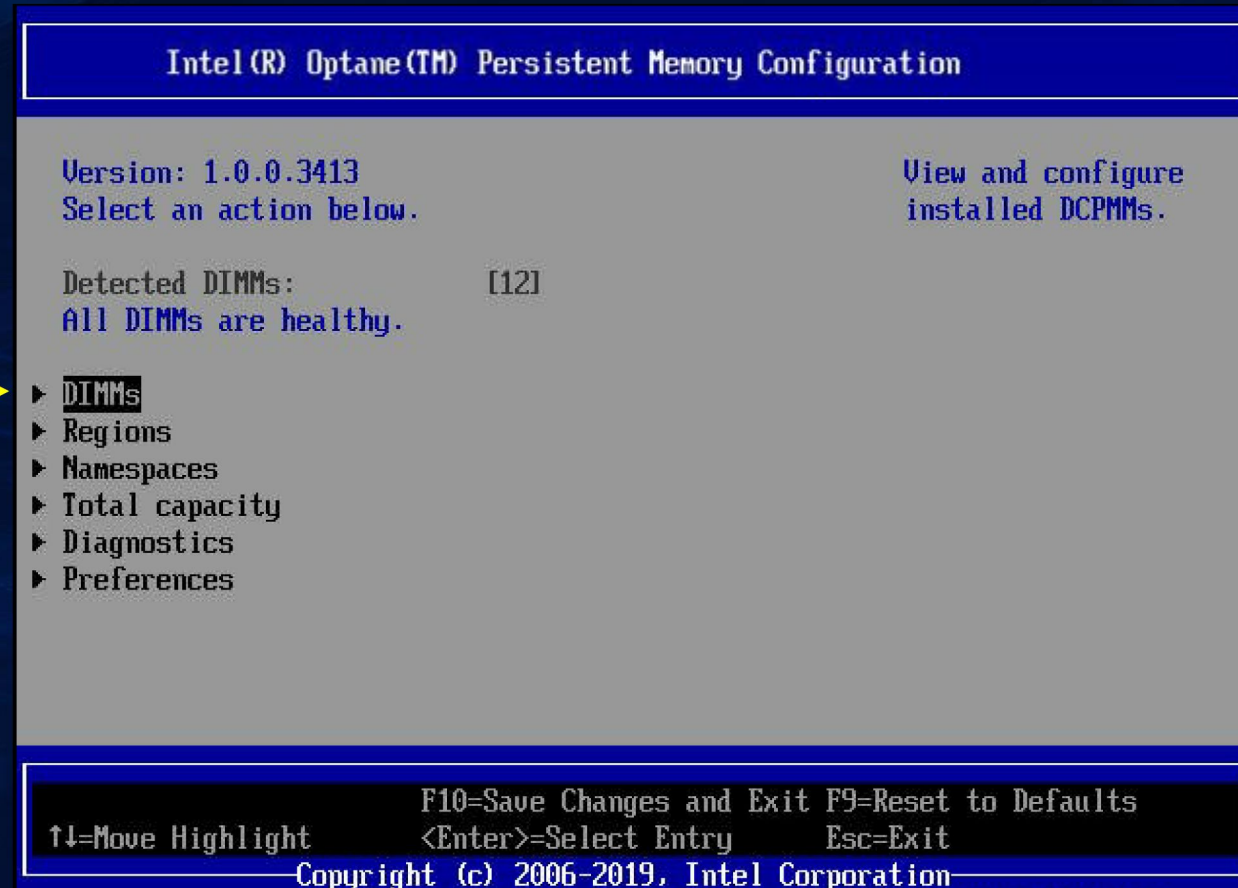 Intel(R) Optane(TM) Persistent Memory Configuration
Version: 1.0.0.3413
Select an action below.
View and configure
installed DCPMMs.
Detected DIMMs: [12]
All DIMMs are healthy.
DIMMs
Regions
Namespaces
Total capacity
Diagnostics
Preferences
F10=Save Changes and Exit F9=Reset to Defaults
↑↓=Move Highlight <Enter>=Select Entry Esc=Exit
Copyright (c) 2006-2019, Intel Corporation